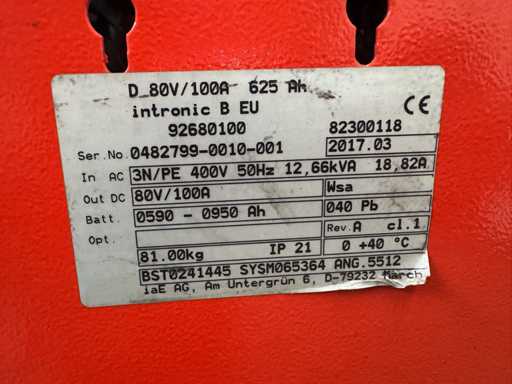 D 80V/100A 625 Ah
intronic B EU CE
92680100 82300118
Ser.No. 0482799-0010-001 2017.03
In AC 3N/PE 400V 50Hz 12,66kVA 18,82A
Out DC 80V/100A Wsa
Batt. 0590 - 0950 Ah 040 Pb
Opt. Rev. A cl.1
81.00kg IP 21 0 +40 °C
BST0241445 SYSM065364 ANG.5512
iaE AG, Am Untergrün 6, D-79232 March